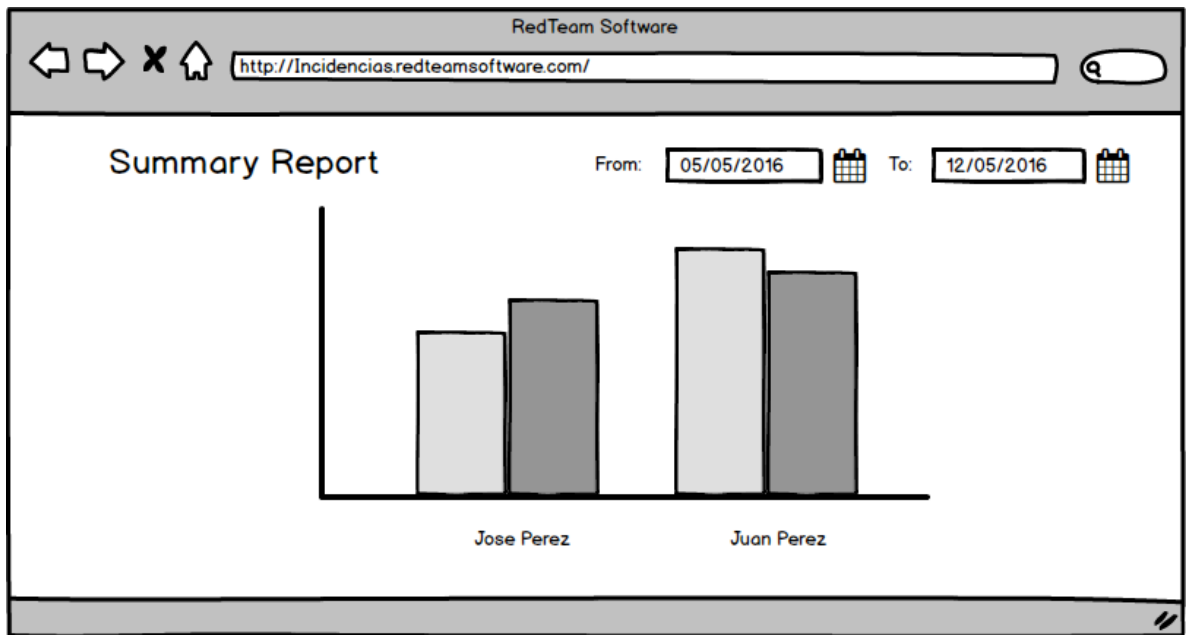 RedTeam Software
http://Incidencias.redteamsoftware.com/
Summary Report
From: 05/05/2016 To: 12/05/2016
Jose Perez
Juan Perez